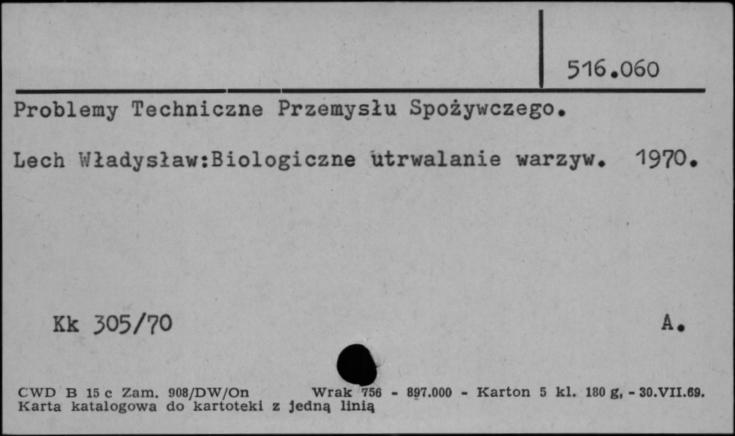 516.060
Problemy Techniczne Przemysłu Spożywczego.
Lech Władysław:Biologiczne utrwalanie warzyw. 1970.
Kk 305/70 A.
CWD B 15 c Zam. 908/DW/On Wrak 756 - 897.000 - Karton 5 kl. 180 g, - 30.VII.69.
Karta katalogowa do kartoteki z jedną linią